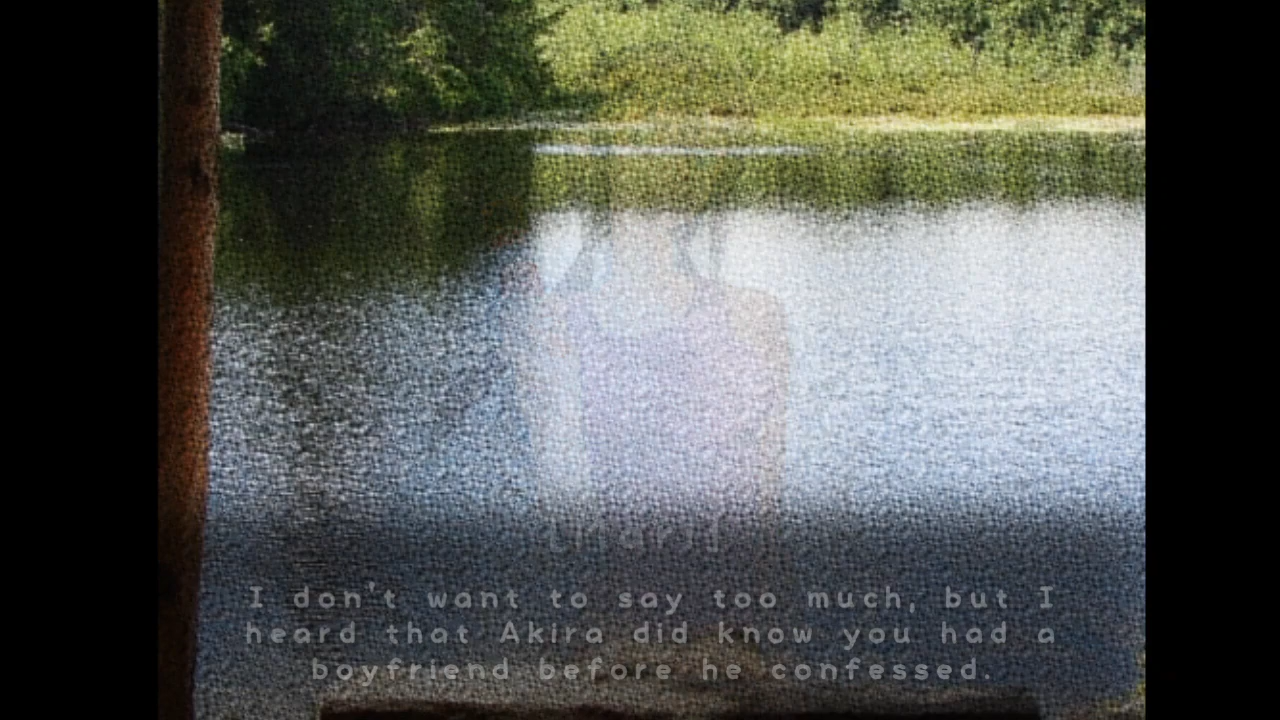 I don't want to say too much, but I
heard that Akira did know you had a
boyfriend before he confessed.